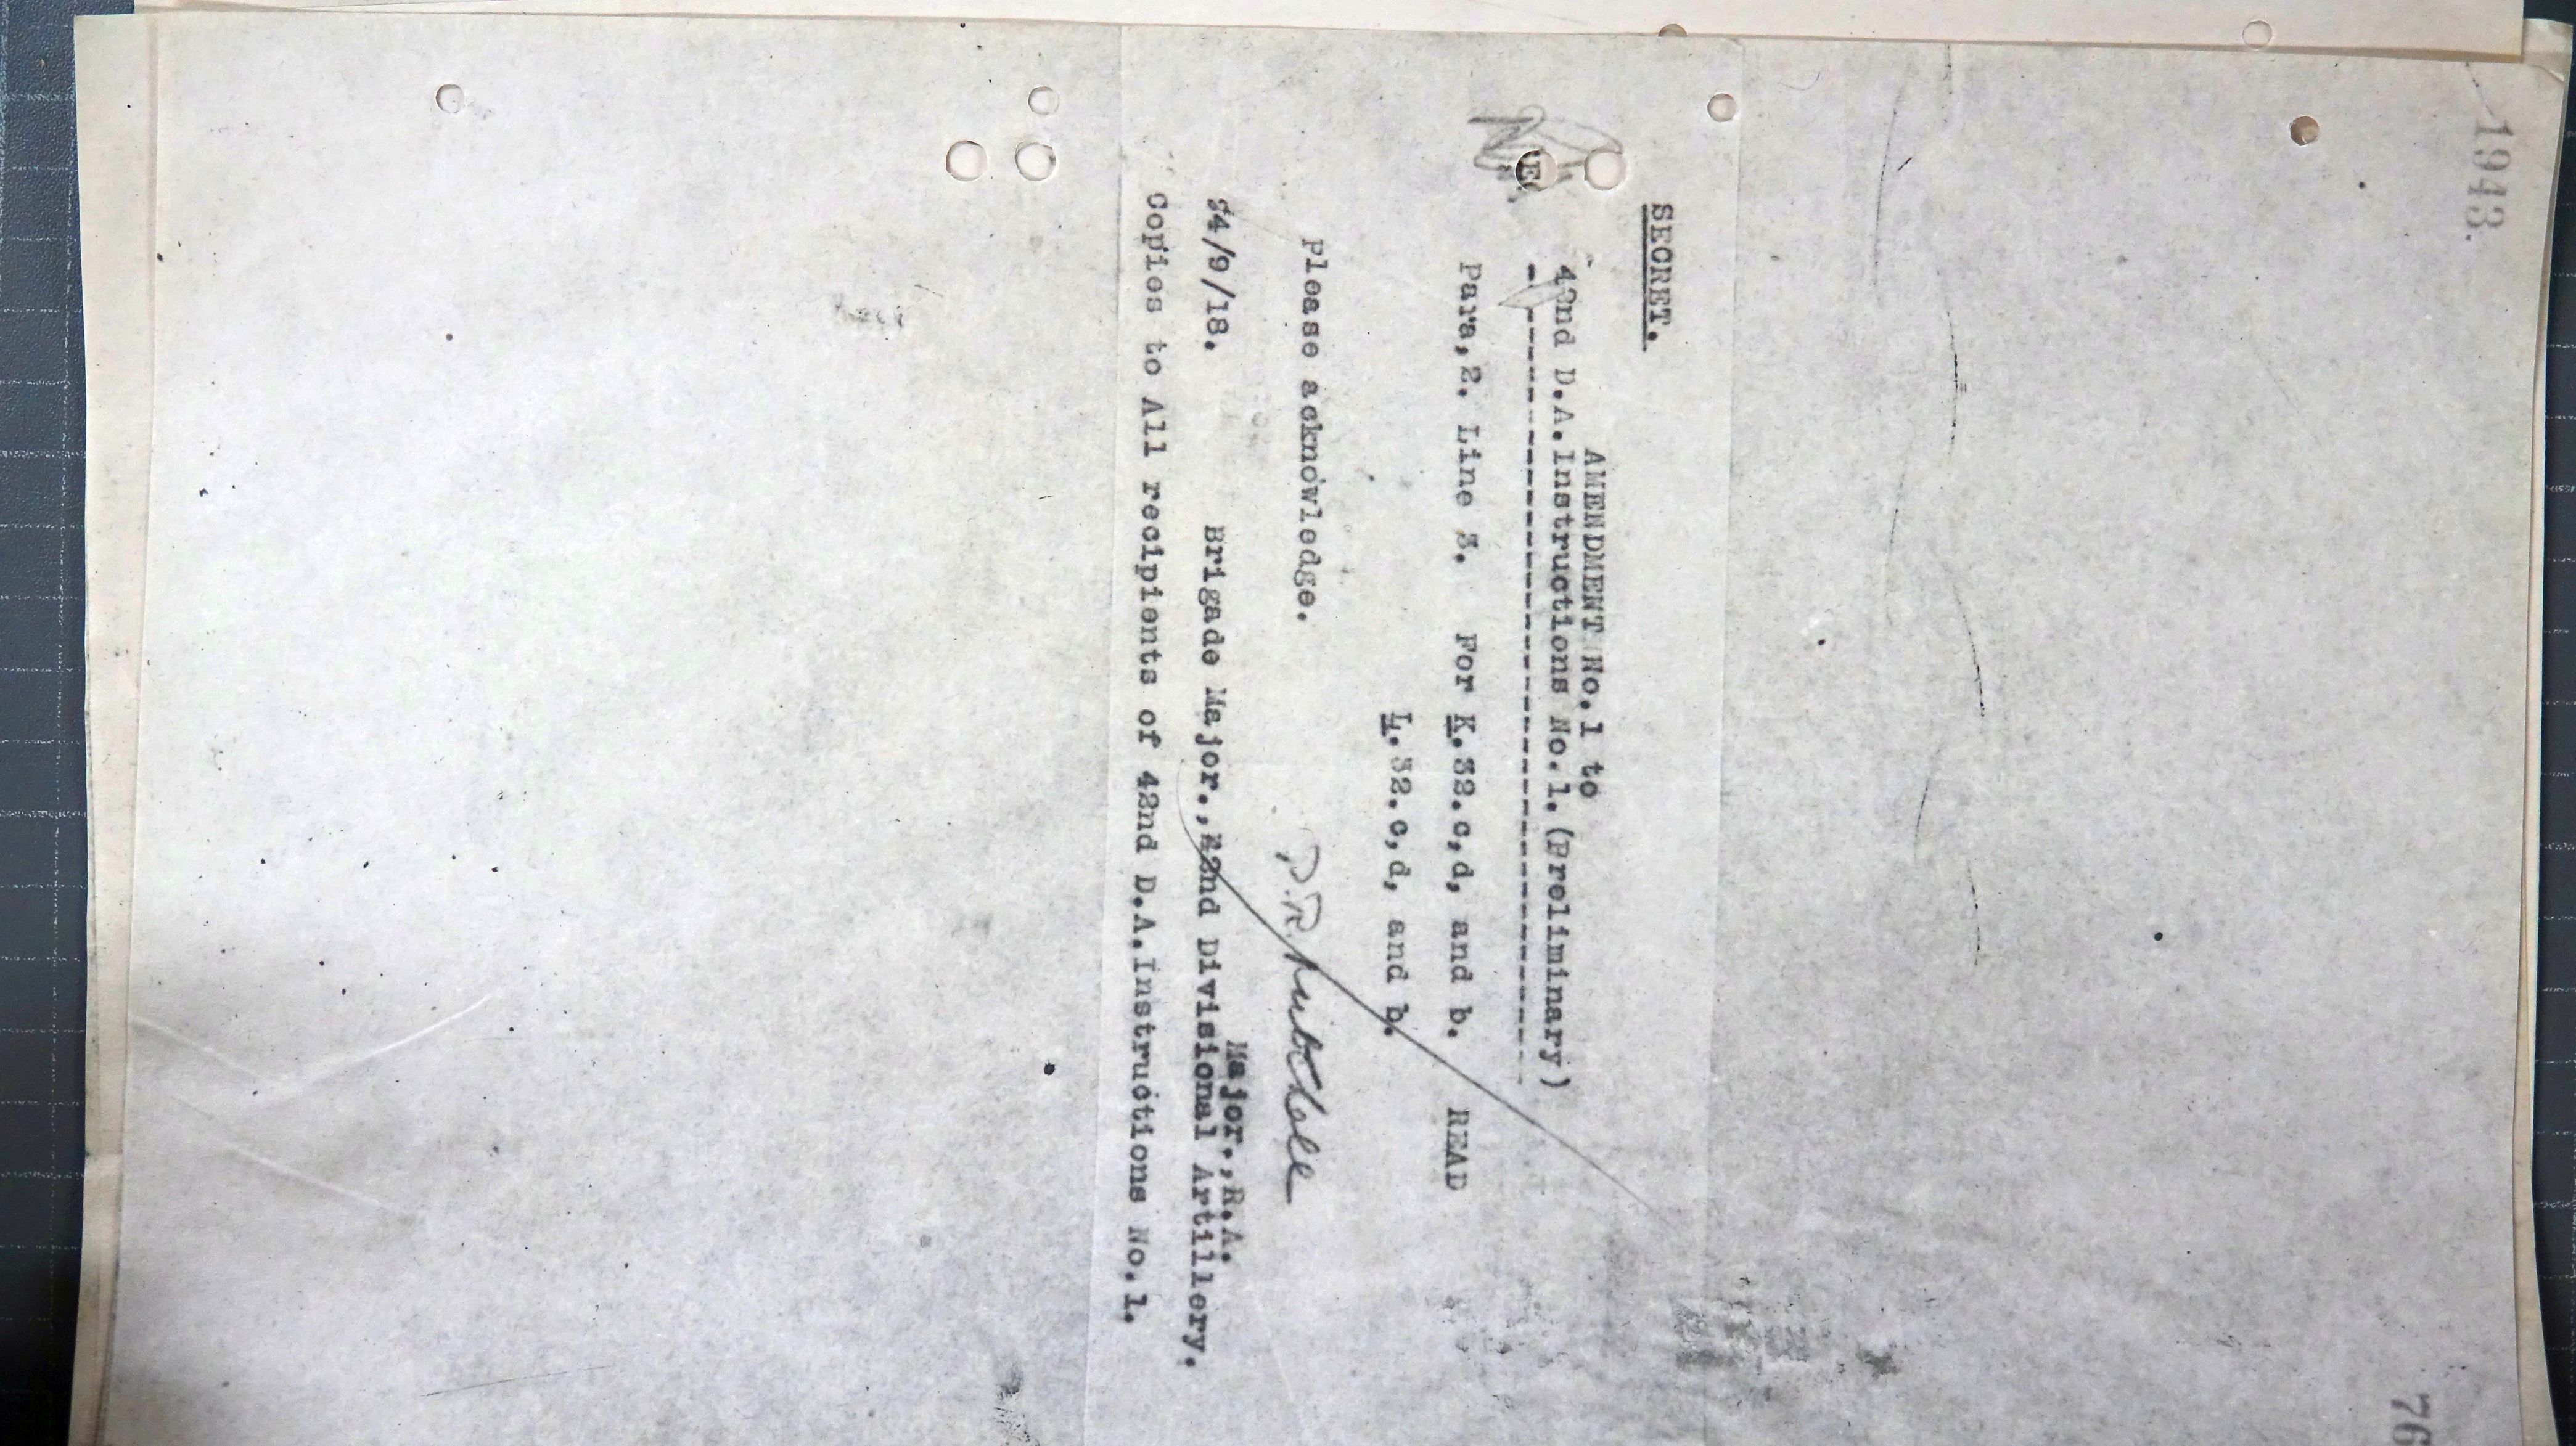 1943.
76
SECRET.
AMENDMENT No.1 to
42nd D.A.Instructions No.1.(Preliminary)
--------------------------------
Para,2. Line 3. For K.32.c,d, and b. READ
L.32.c,d, and b.
Please acknowledge.
P.R.
Major.,R.A.
24/9/18. Brigade Major.,42nd Divisional Artillery.
Copies to All recipients of 42nd D.A.Instructions No.1.